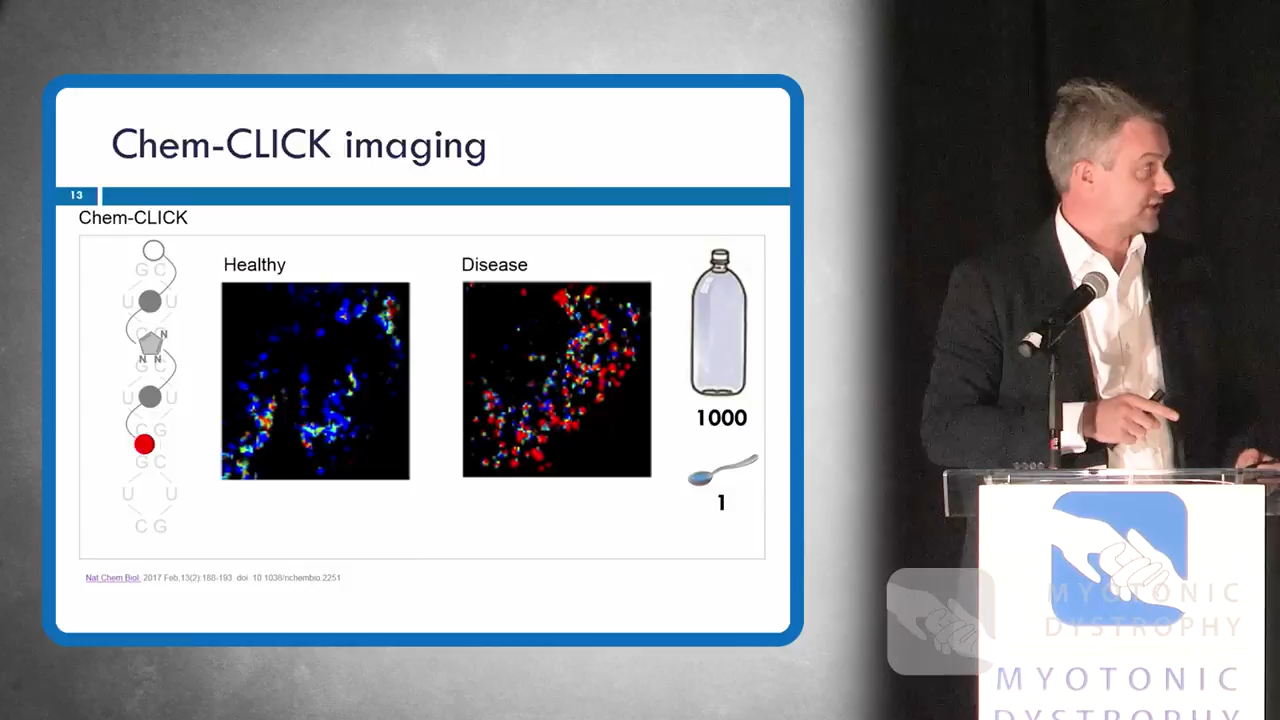 Chem-CLICK imaging
13
Chem-CLICK
Healthy
Disease
G C
U U
N
N N
G C
U U
G
G C
U U
C G
1000
1
Nat Chem Biol. 2017 Feb;13(2):188-193. doi: 10.1038/nchembio.2251
MYOTONIC
DYSTROPHY
MYOTONIC
DYSTROPHY